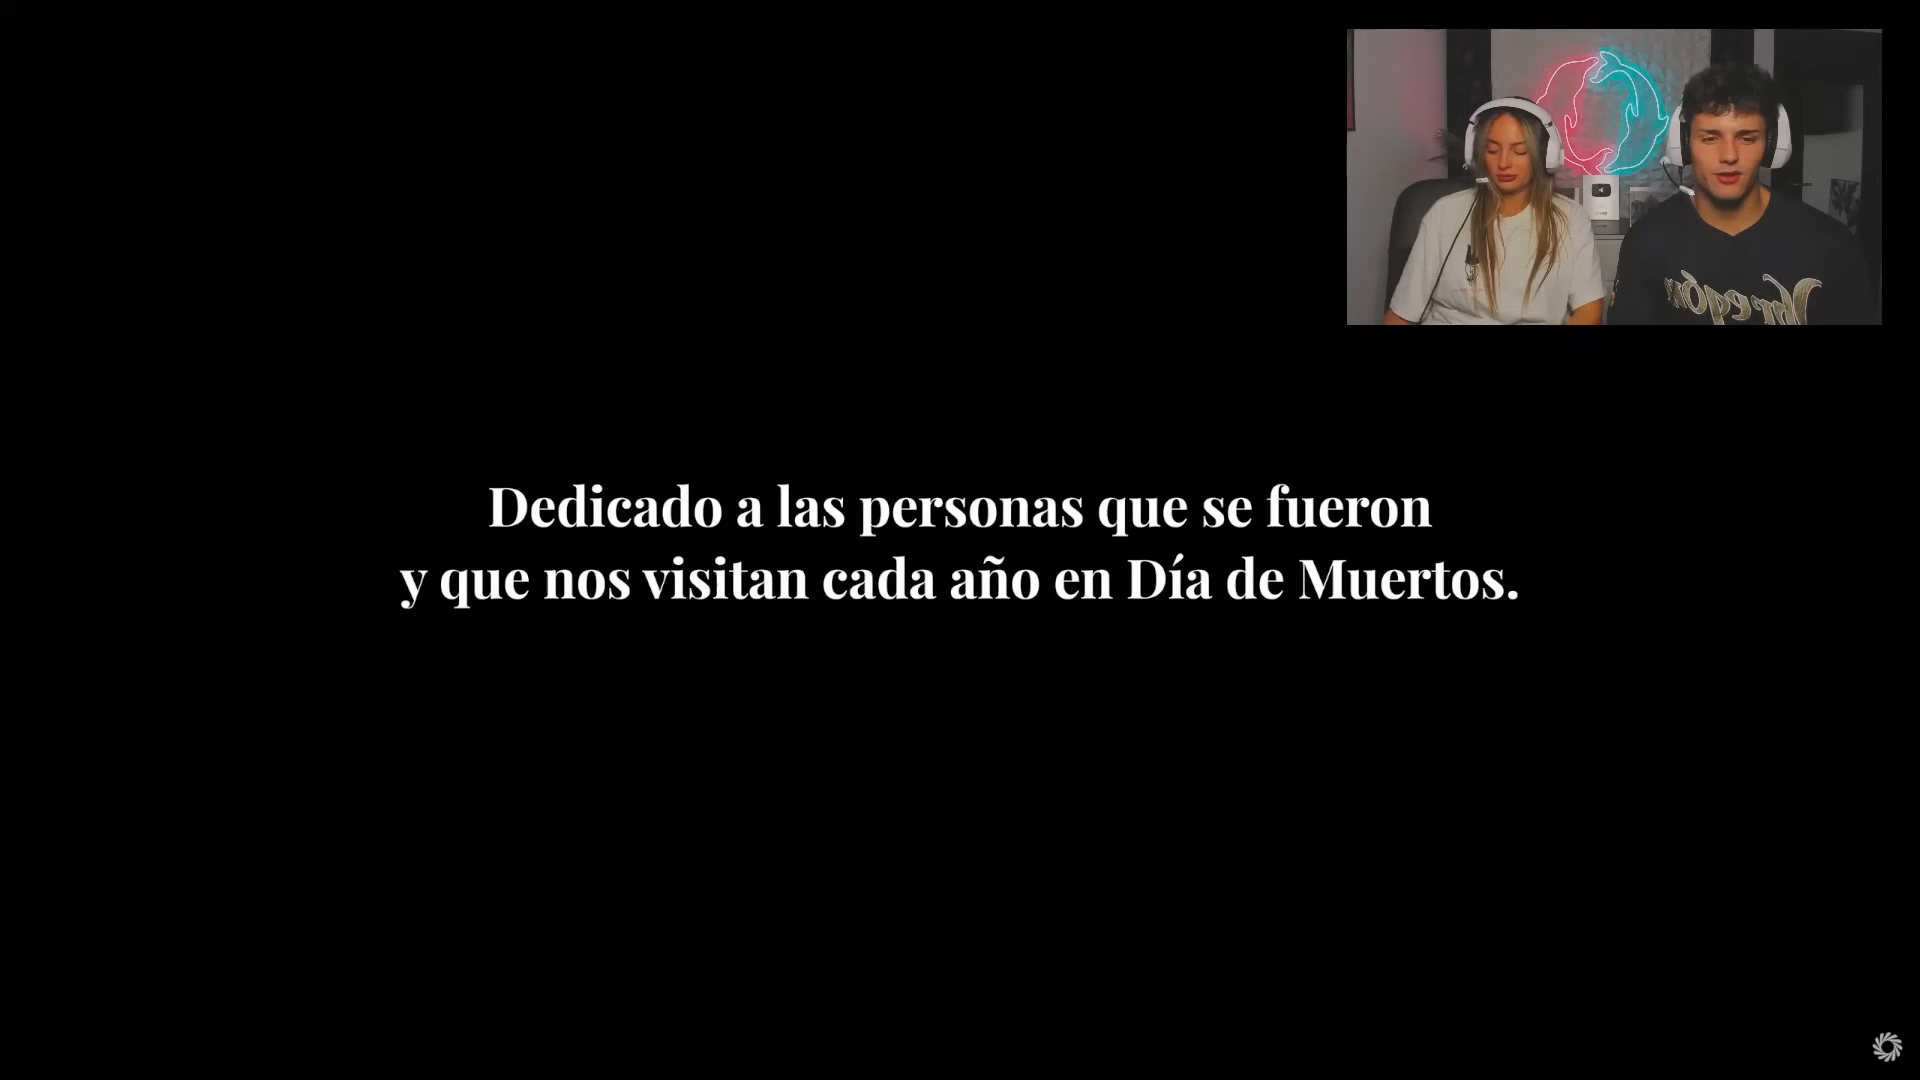 Dedicado a las personas que se fueron
y que nos visitan cada año en Día de Muertos.